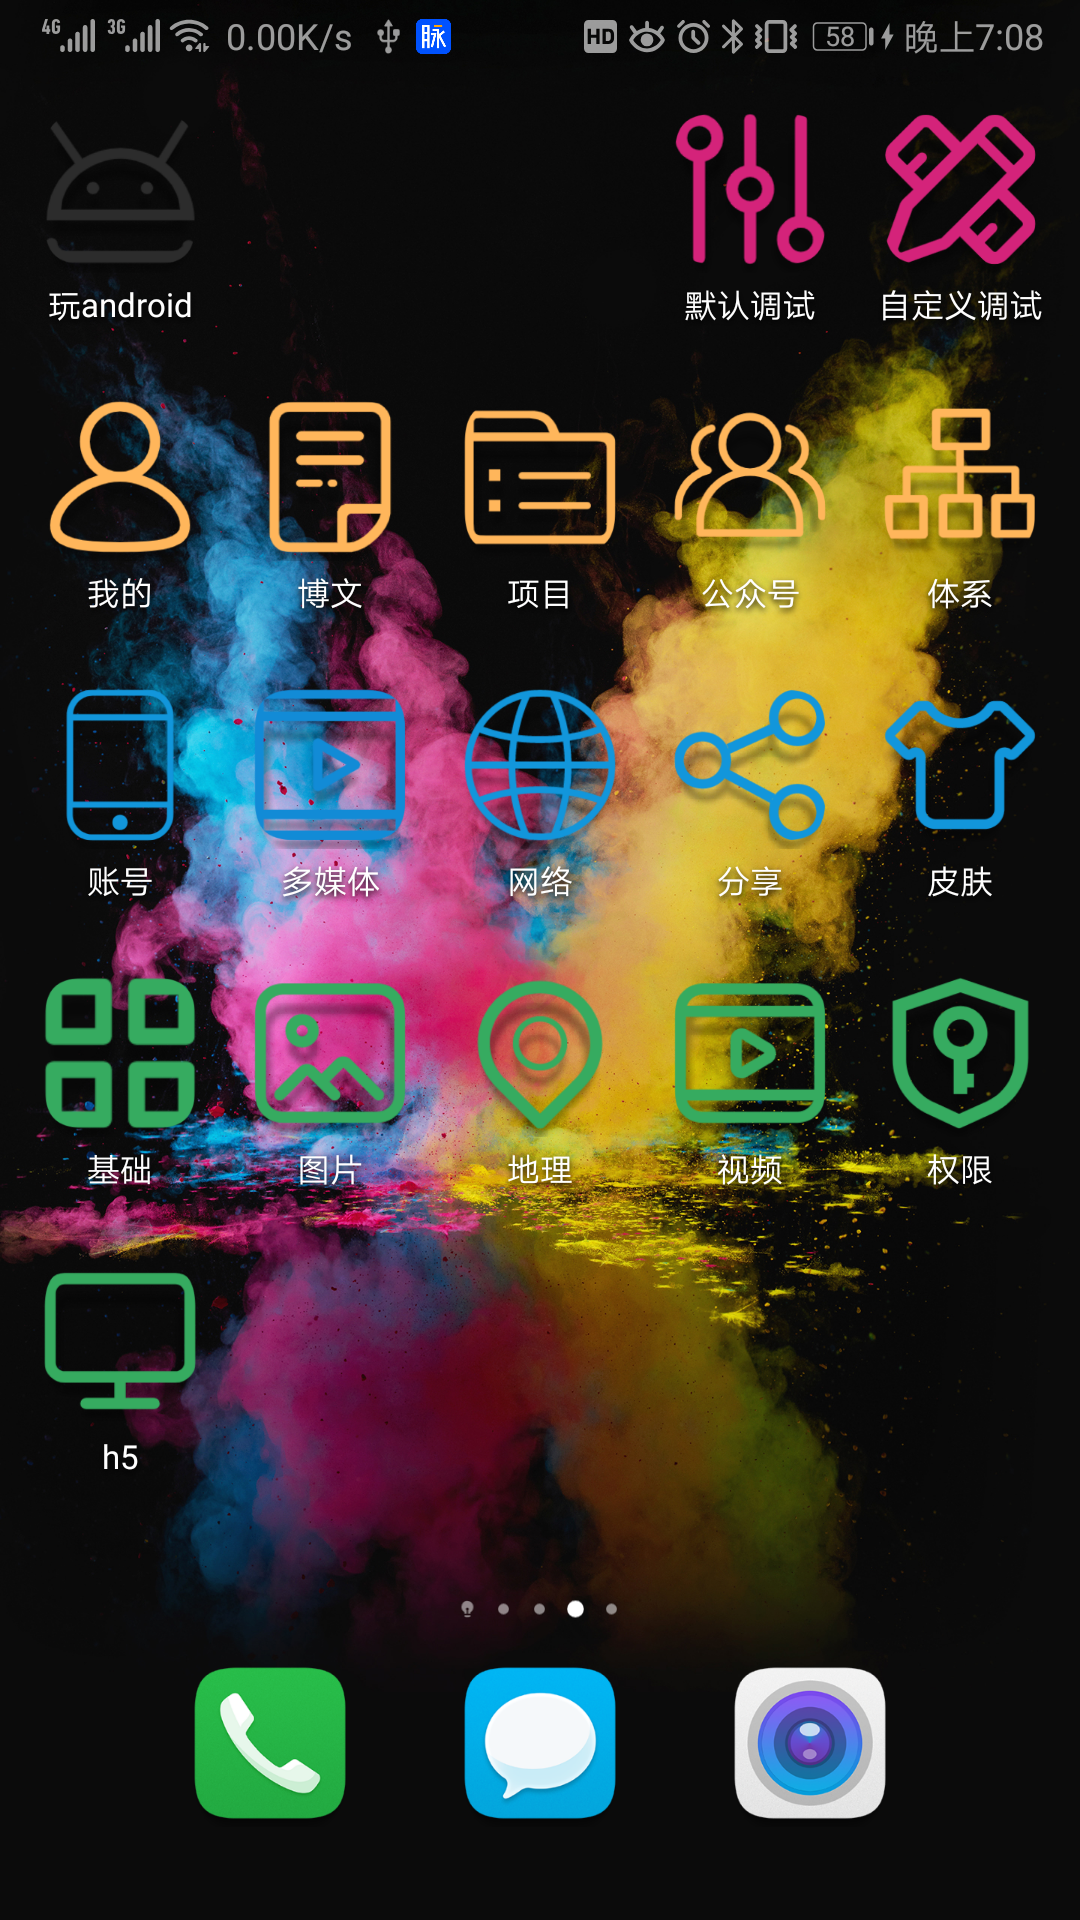 4G 3G 0.00K/s 脉 HD 58 晚上7:08
玩android 默认调试 自定义调试
我的 博文 项目 公众号 体系
账号 多媒体 网络 分享 皮肤
基础 图片 地理 视频 权限
h5